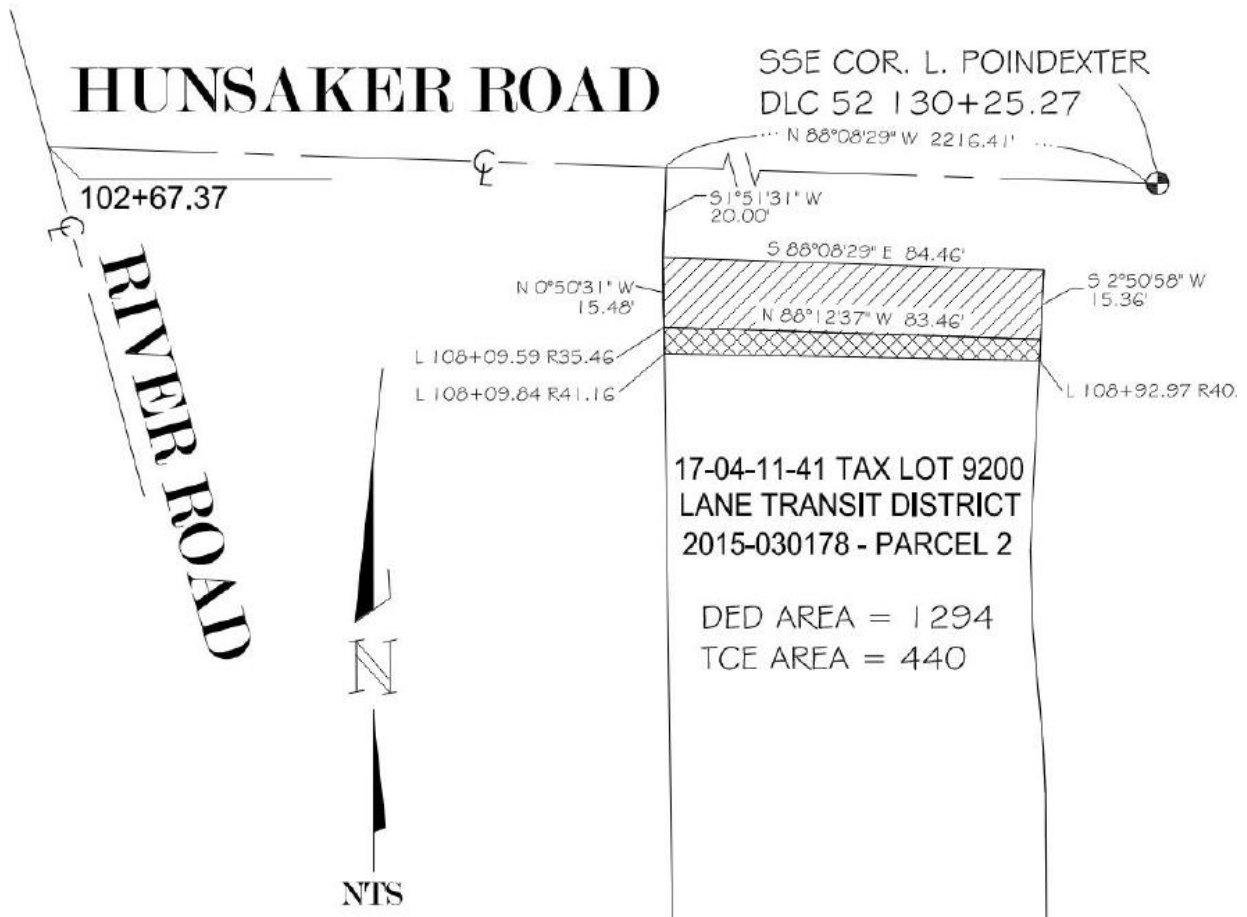 HUNSAKER ROAD
SSE COR. L. POINDEXTER
DLC 52 130+25.27
N 88°08'29" W 2216.41'
102+67.37
S 1°51'31" W
20.00'
S 88°08'29" E 84.46'
N 0°50'31" W
15.48'
S 2°50'58" W
15.36'
N 88°12'37" W 83.46'
L 108+09.59 R35.46
L 108+09.84 R41.16
L 108+92.97 R40.
RIVER ROAD
17-04-11-41 TAX LOT 9200
LANE TRANSIT DISTRICT
2015-030178 - PARCEL 2
DED AREA = 1294
TCE AREA = 440
N
NTS